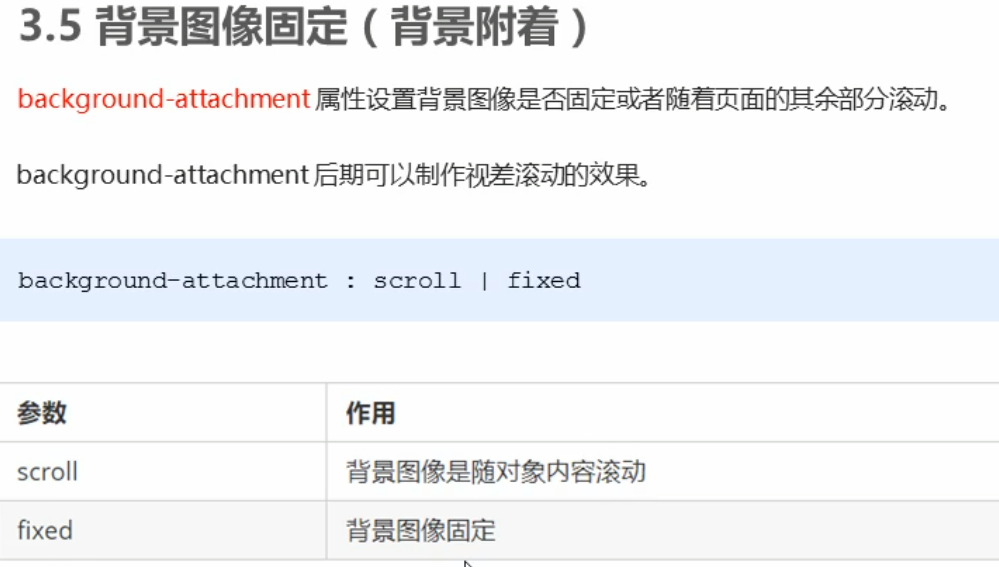 3.5 背景图像固定（背景附着）
background-attachment 属性设置背景图像是否固定或者随着页面的其余部分滚动。
background-attachment 后期可以制作视差滚动的效果。
background-attachment : scroll | fixed
参数 作用
scroll 背景图像是随对象内容滚动
fixed 背景图像固定